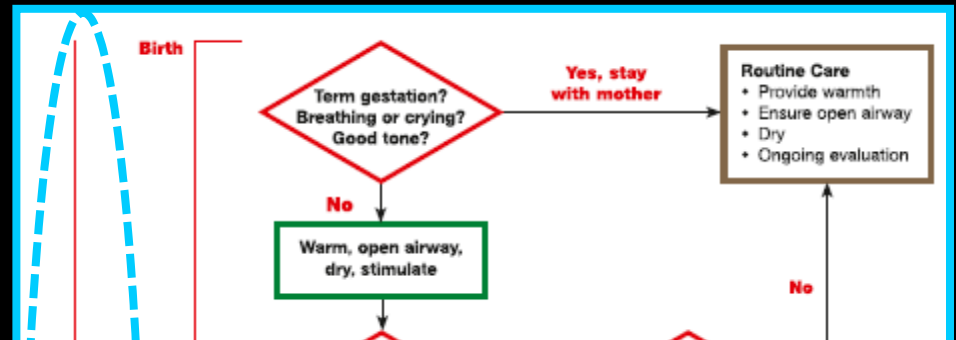 Birth
Term gestation?
Breathing or crying?
Good tone?
Yes, stay
with mother
Routine Care
• Provide warmth
• Ensure open airway
• Dry
• Ongoing evaluation
No
Warm, open airway,
dry, stimulate
No